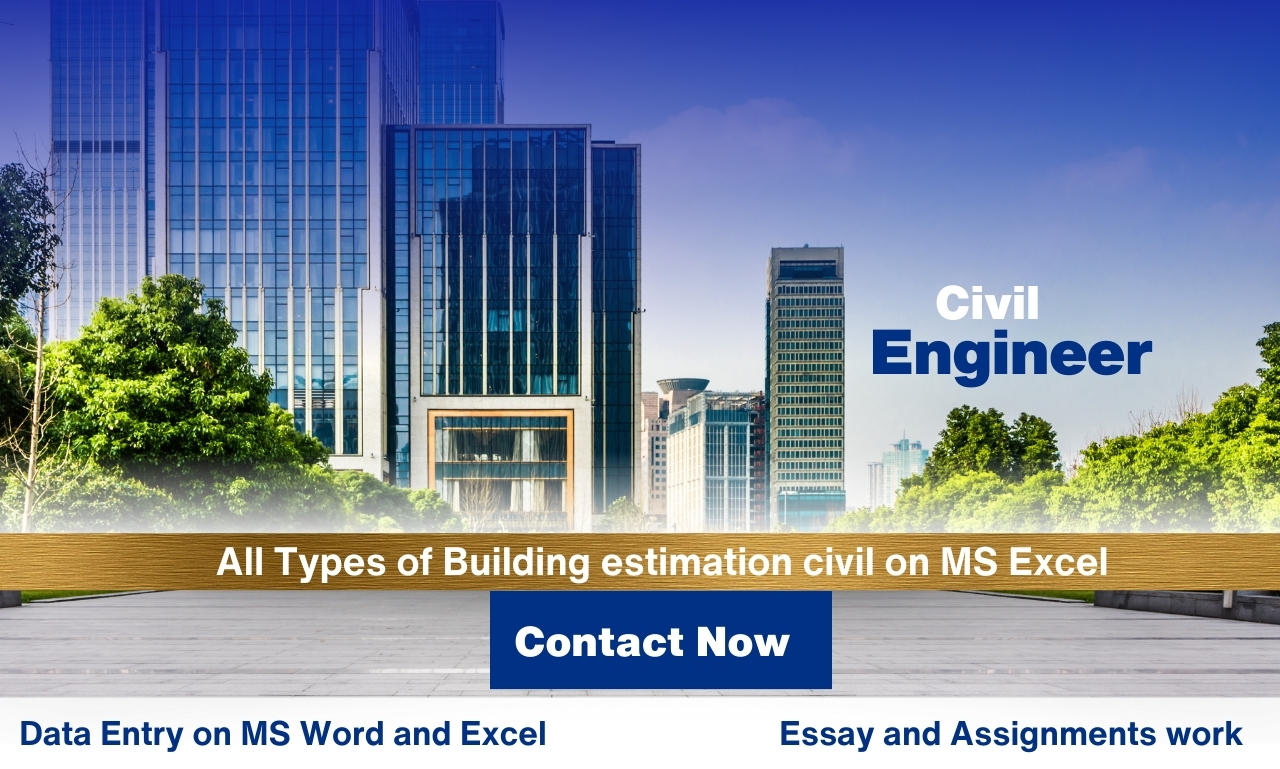 Civil
Engineer
All Types of Building estimation civil on MS Excel
Contact Now
Data Entry on MS Word and Excel
Essay and Assignments work